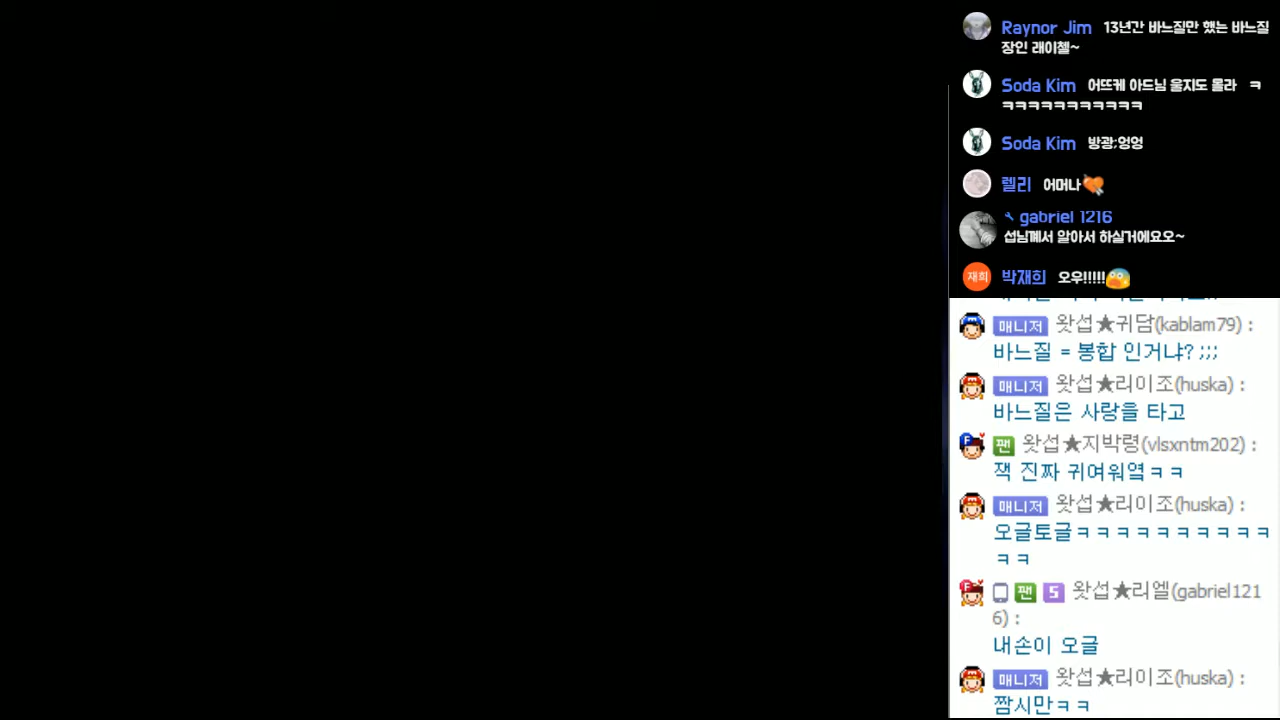 Raynor Jim 13년간 바느질만 했는 바느질
장인 래이첼~
Soda Kim 어뜨케 아드님 울지도 몰라 ㅋ
ㅋㅋㅋㅋㅋㅋㅋㅋㅋㅋㅋ
Soda Kim 방광;엉엉
렐리 어머나💘
gabriel 1216
섭님께서 알아서 하실거에요오~
재희 박재희 오우!!!!!😨
매니저 왓섭★귀담(kablam79) :
바느질 = 봉합 인거냐? ;;;
매니저 왓섭★리이조(huska) :
바느질은 사랑을 타고
팬 왓섭★지박령(vlsxntm202) :
잭 진짜 귀여워엌ㅋㅋ
매니저 왓섭★리이조(huska) :
오글토글ㅋㅋㅋㅋㅋㅋㅋㅋㅋㅋ
ㅋㅋ
팬 S 왓섭★리엘(gabriel121
6) :
내손이 오글
매니저 왓섭★리이조(huska) :
짬시만ㅋㅋ